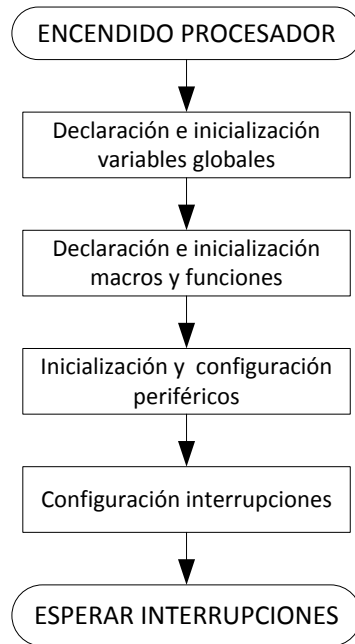 ENCENDIDO PROCESADOR
Declaración e inicialización
variables globales
Declaración e inicialización
macros y funciones
Inicialización y configuración
periféricos
Configuración interrupciones
ESPERAR INTERRUPCIONES